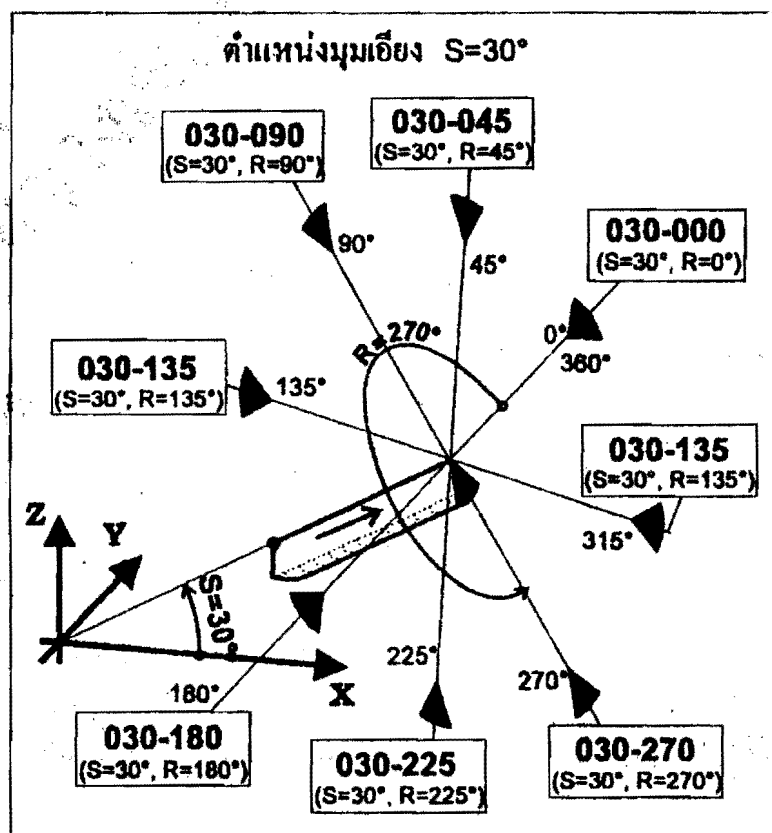 ตำแหน่งมุมเอียง S=30°
030-090
(S=30°, R=90°)
030-045
(S=30°, R=45°)
030-000
(S=30°, R=0°)
90°
45°
0°
360°
R=270°
030-135
(S=30°, R=135°)
135°
030-135
(S=30°, R=135°)
315°
Z
Y
S=30°
X
180°
225°
270°
030-180
(S=30°, R=180°)
030-225
(S=30°, R=225°)
030-270
(S=30°, R=270°)